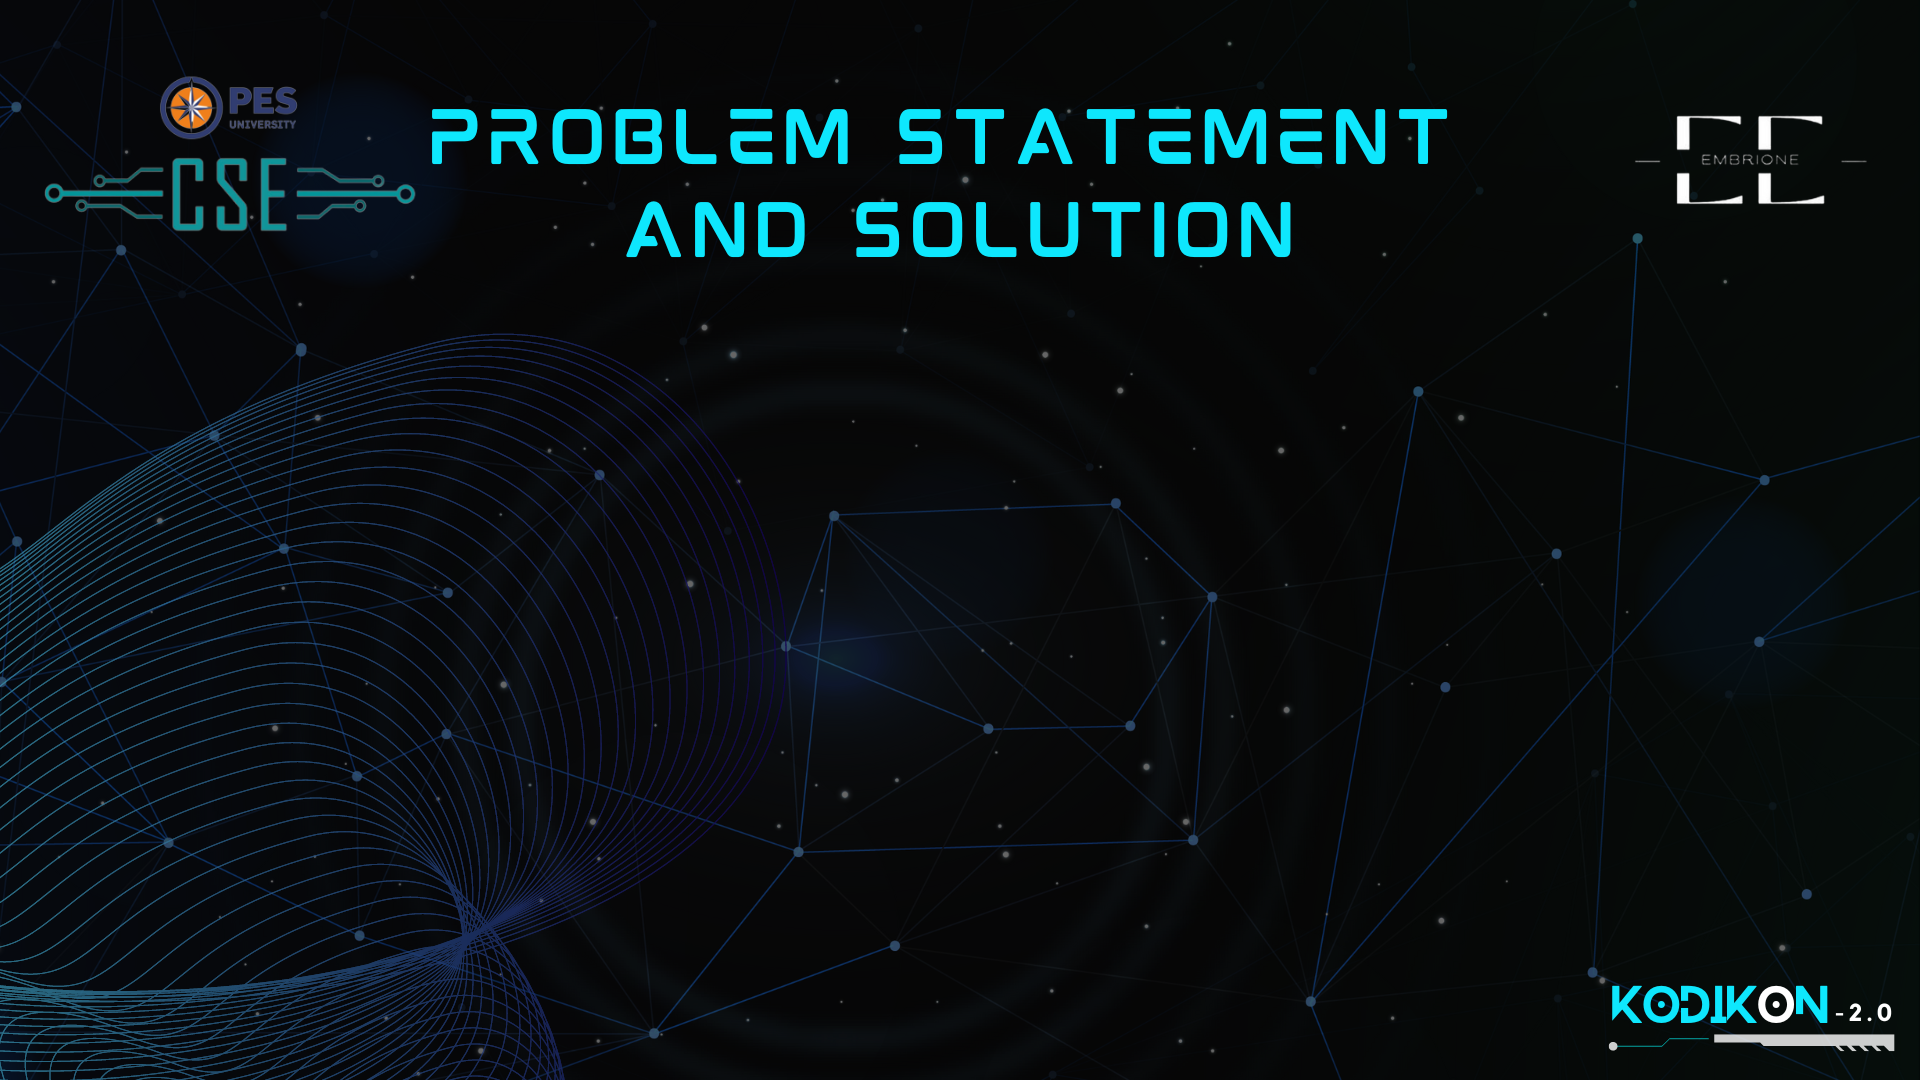 PES
UNIVERSITY
CSE
PROBLEM STATEMENT
AND SOLUTION
EMBRIONE
KODIKON - 2.0